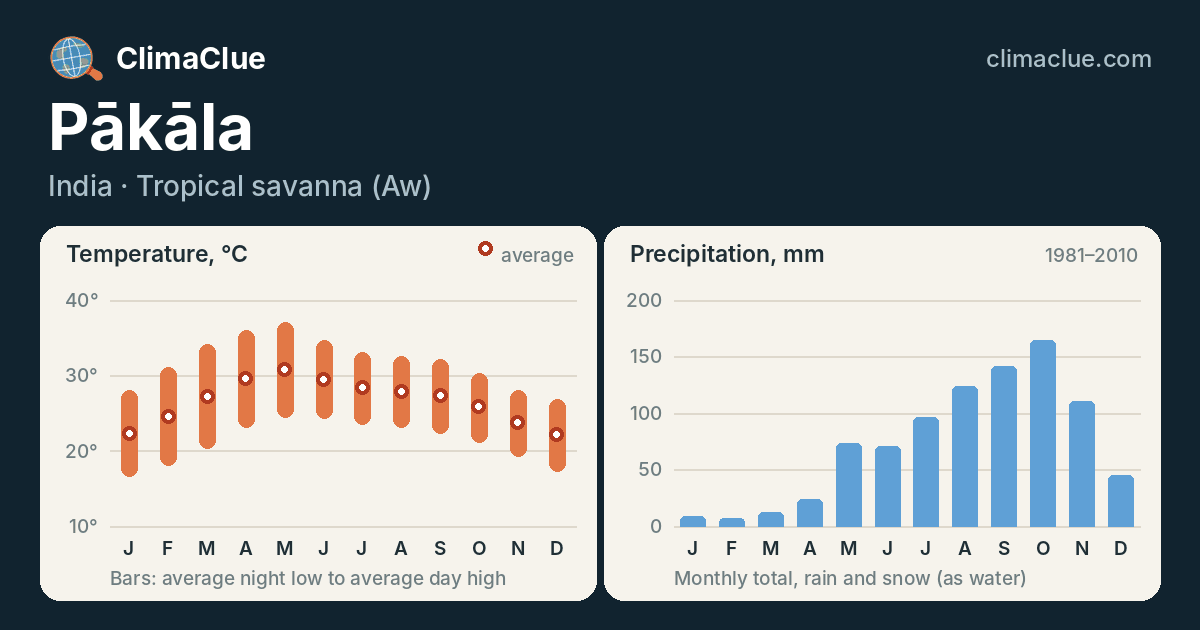 ClimaClue
climaclue.com
Pākāla
India · Tropical savanna (Aw)
Temperature, °C
average
40°
30°
20°
10°
J F M A M J J A S O N D
Bars: average night low to average day high
Precipitation, mm
1981–2010
200
150
100
50
0
J F M A M J J A S O N D
Monthly total, rain and snow (as water)